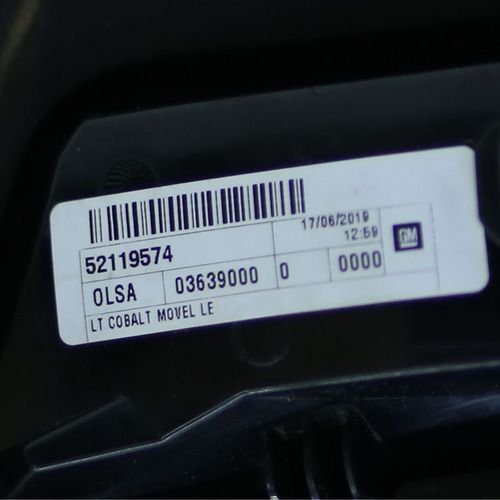 17/06/2019
12:59
GM
52119574
OLSA 03639000 0 0000
LT COBALT MOVEL LE